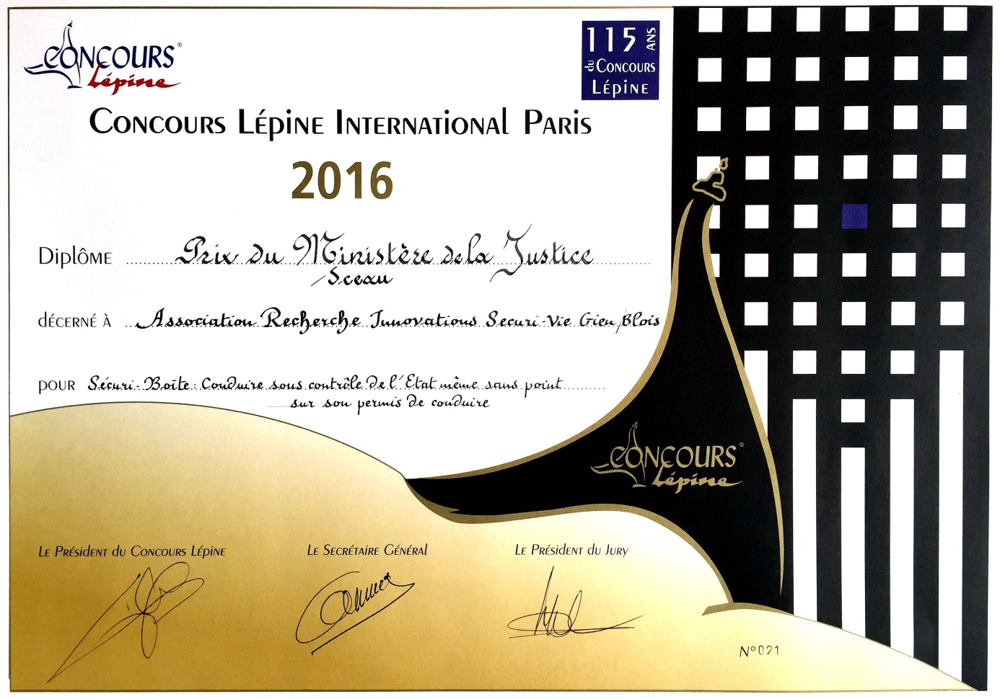 CONCOURS®
Lépine
115 ANS
du CONCOURS
LÉPINE
CONCOURS LÉPINE INTERNATIONAL PARIS
2016
DIPLÔME Prix du Ministère de la Justice
Sceau
DÉCERNÉ À Association Recherche Innovations Securi-Vie Gien/Blois
POUR Sécuri-Boîte : Conduire sous contrôle de l'Etat même sans point
sur son permis de conduire
CONCOURS®
Lépine
LE PRÉSIDENT DU CONCOURS LÉPINE
LE SECRÉTAIRE GÉNÉRAL
LE PRÉSIDENT DU JURY
N°021